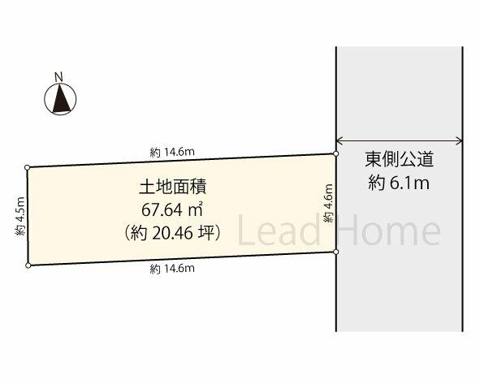 N
約 14.6m
東側公道
約 6.1m
土地面積
67.64 ㎡
（約 20.46 坪）
約 4.5m
約 4.6m
Lead Home
約 14.6m